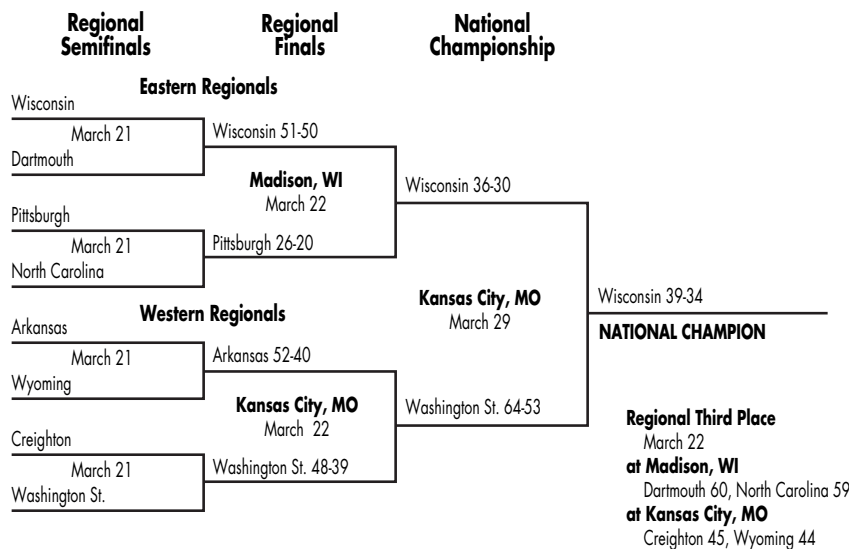 Regional
Semifinals
Regional
Finals
National
Championship
Eastern Regionals
Wisconsin
March 21
Dartmouth
Wisconsin 51-50
Madison, WI
March 22
Wisconsin 36-30
Pittsburgh
March 21
North Carolina
Pittsburgh 26-20
Kansas City, MO
March 29
Wisconsin 39-34
NATIONAL CHAMPION
Western Regionals
Arkansas
March 21
Wyoming
Arkansas 52-40
Kansas City, MO
March 22
Washington St. 64-53
Creighton
March 21
Washington St.
Washington St. 48-39
Regional Third Place
March 22
at Madison, WI
Dartmouth 60, North Carolina 59
at Kansas City, MO
Creighton 45, Wyoming 44